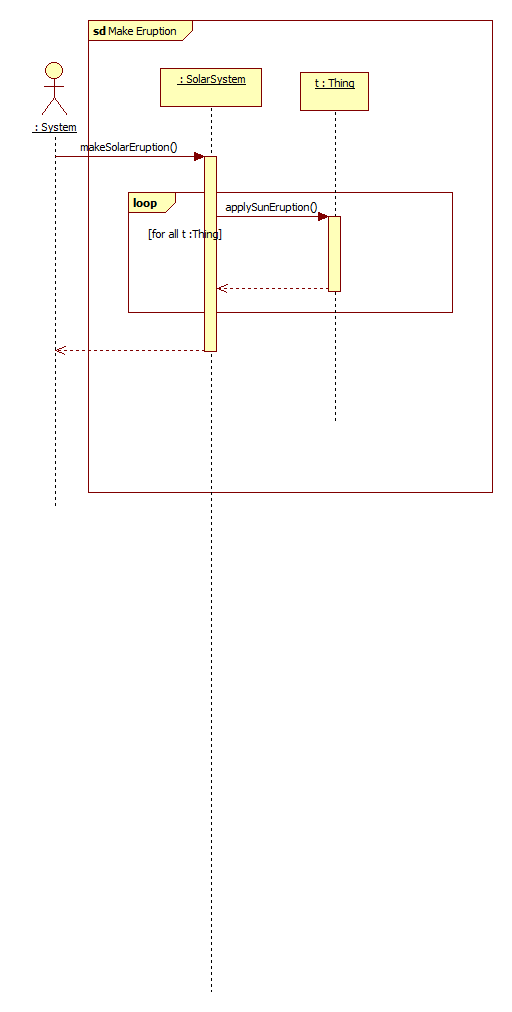 sd Make Eruption
: SolarSystem
t : Thing
: System
makeSolarEruption()
loop
applySunEruption()
[for all t :Thing]